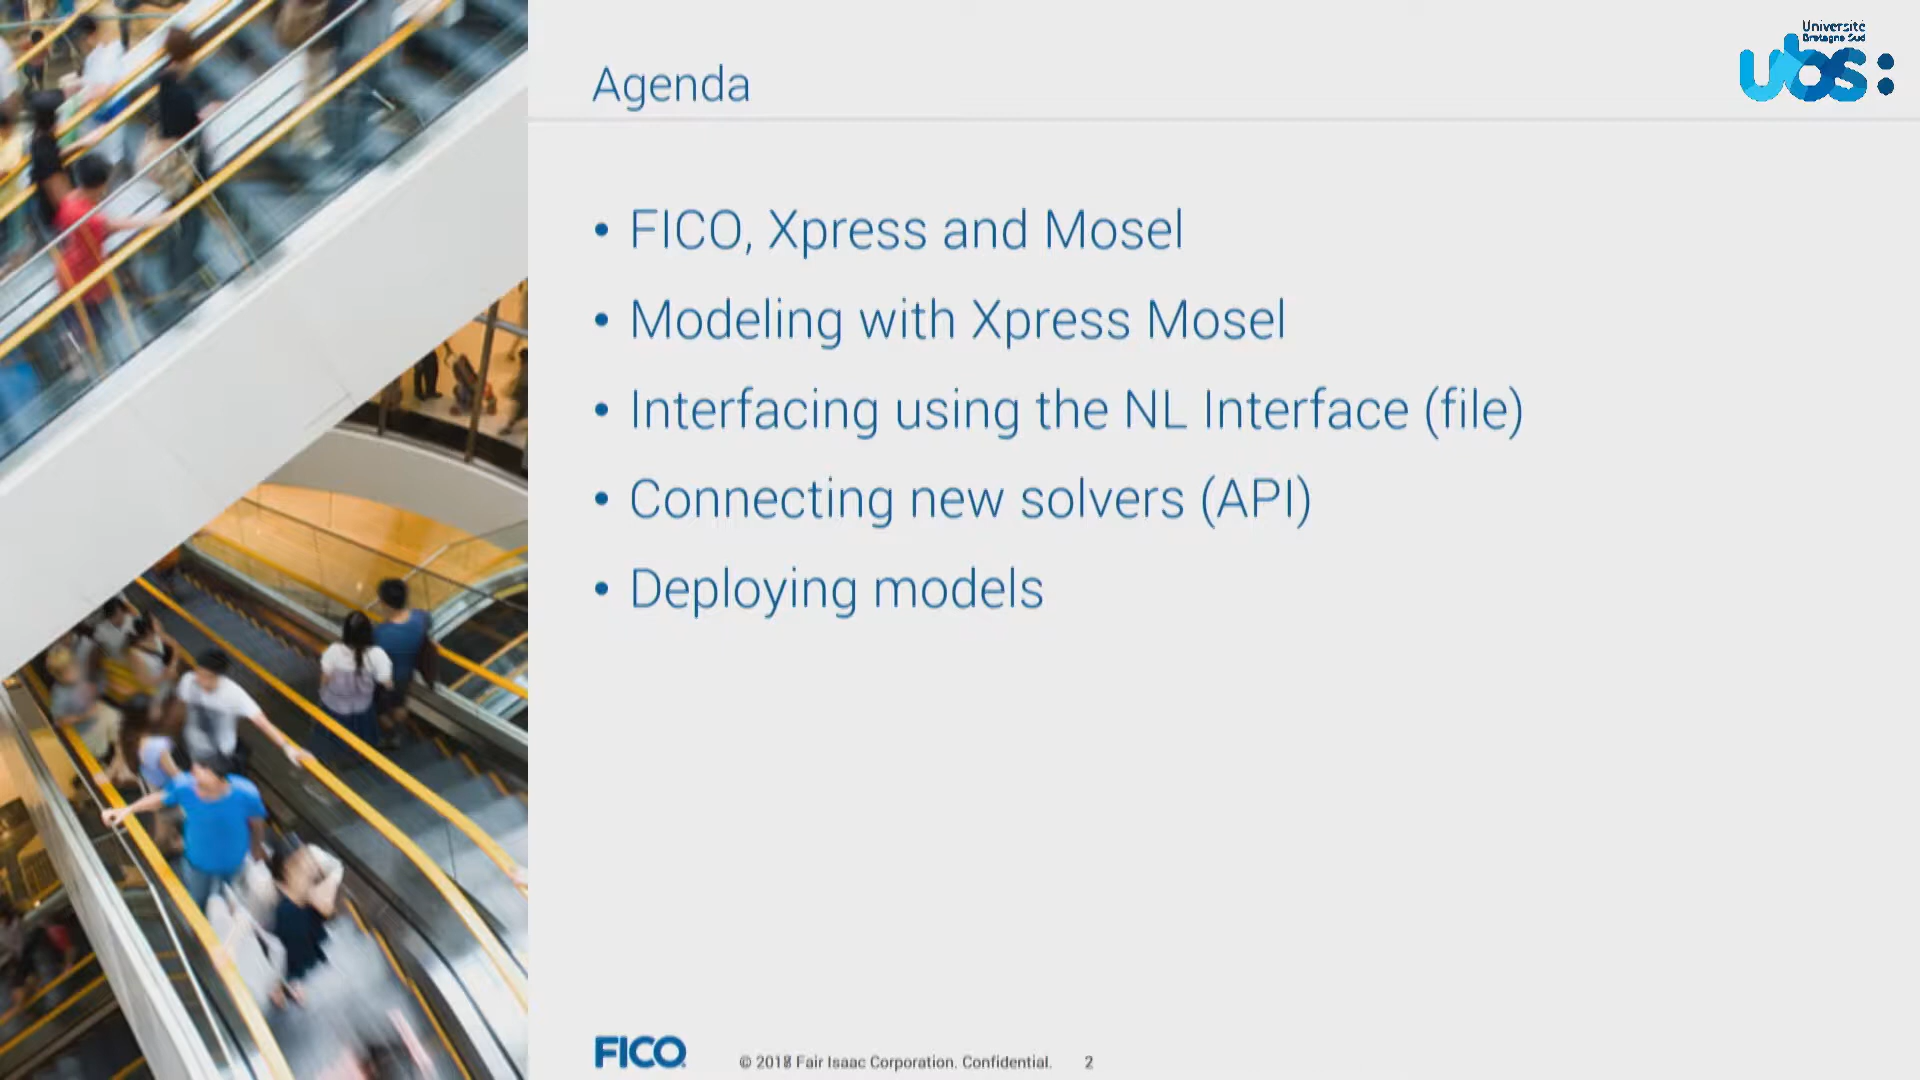 Université
Bretagne Sud
ubs:
Agenda
• FICO, Xpress and Mosel
• Modeling with Xpress Mosel
• Interfacing using the NL Interface (file)
• Connecting new solvers (API)
• Deploying models
FICO
© 2018 Fair Isaac Corporation. Confidential. 2